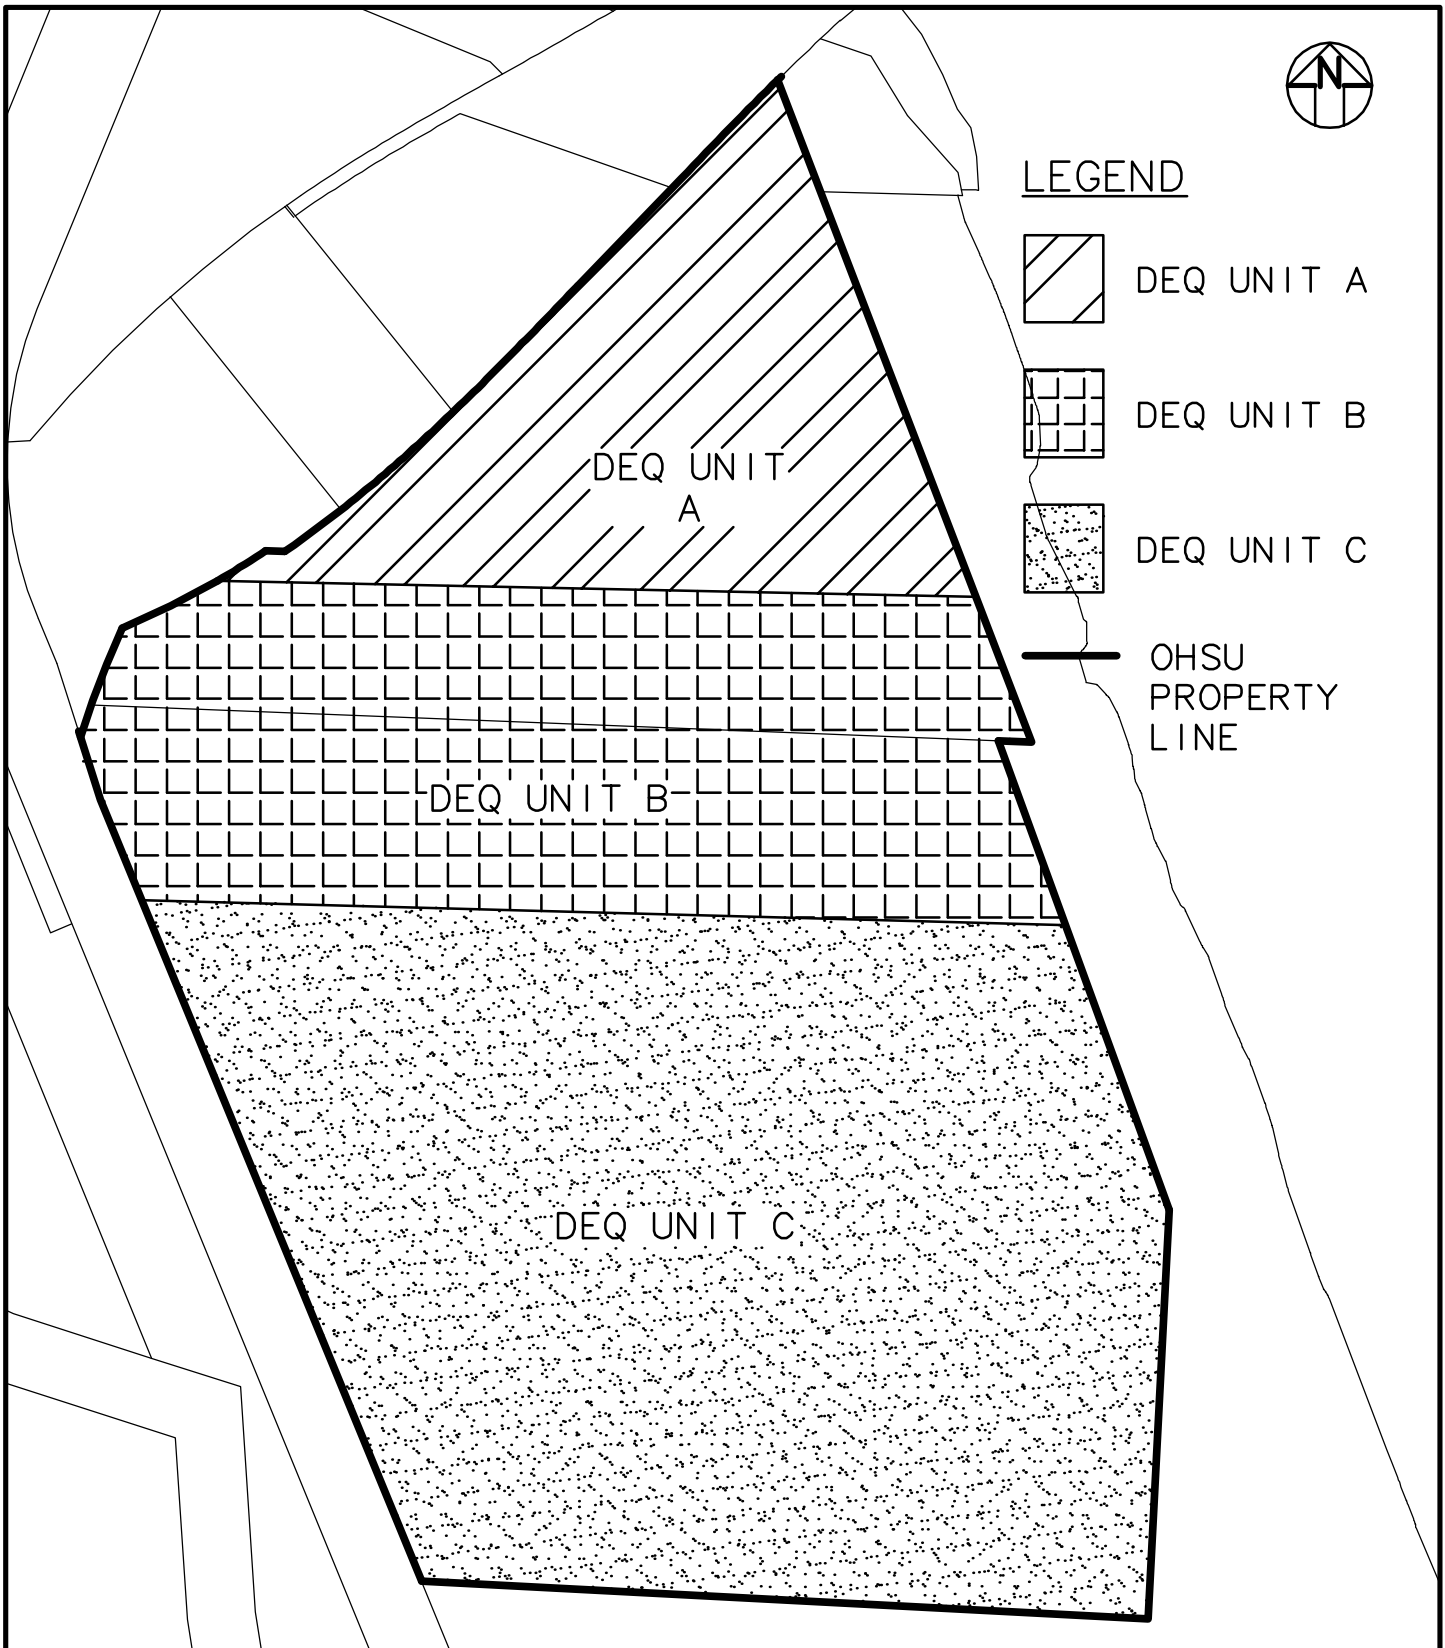 N
LEGEND
DEQ UNIT A
DEQ UNIT B
DEQ UNIT C
OHSU
PROPERTY
LINE
DEQ UNIT
A
DEQ UNIT B
DEQ UNIT C